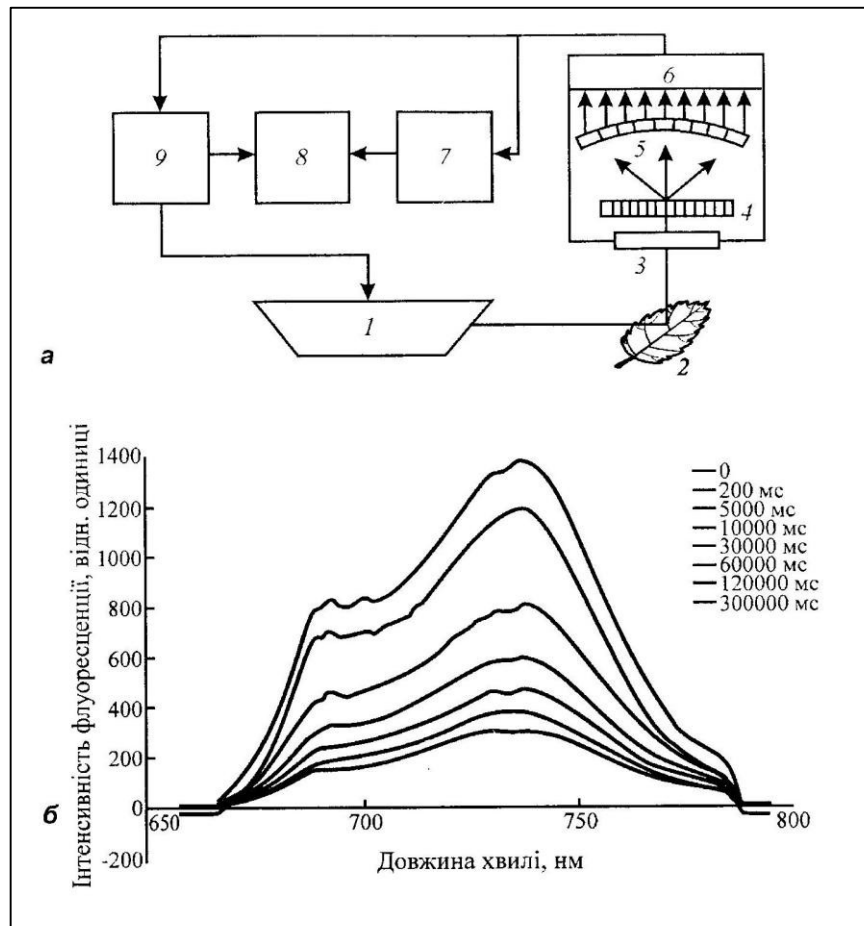 6
9
8
7
5
4
3
1
2
а
1400
1200
1000
800
600
400
200
0
-200
650
700
750
800
0
200 мс
5000 мс
10000 мс
30000 мс
60000 мс
120000 мс
300000 мс
Інтенсивність флуоресценції, відн. одиниці
б
Довжина хвилі, нм